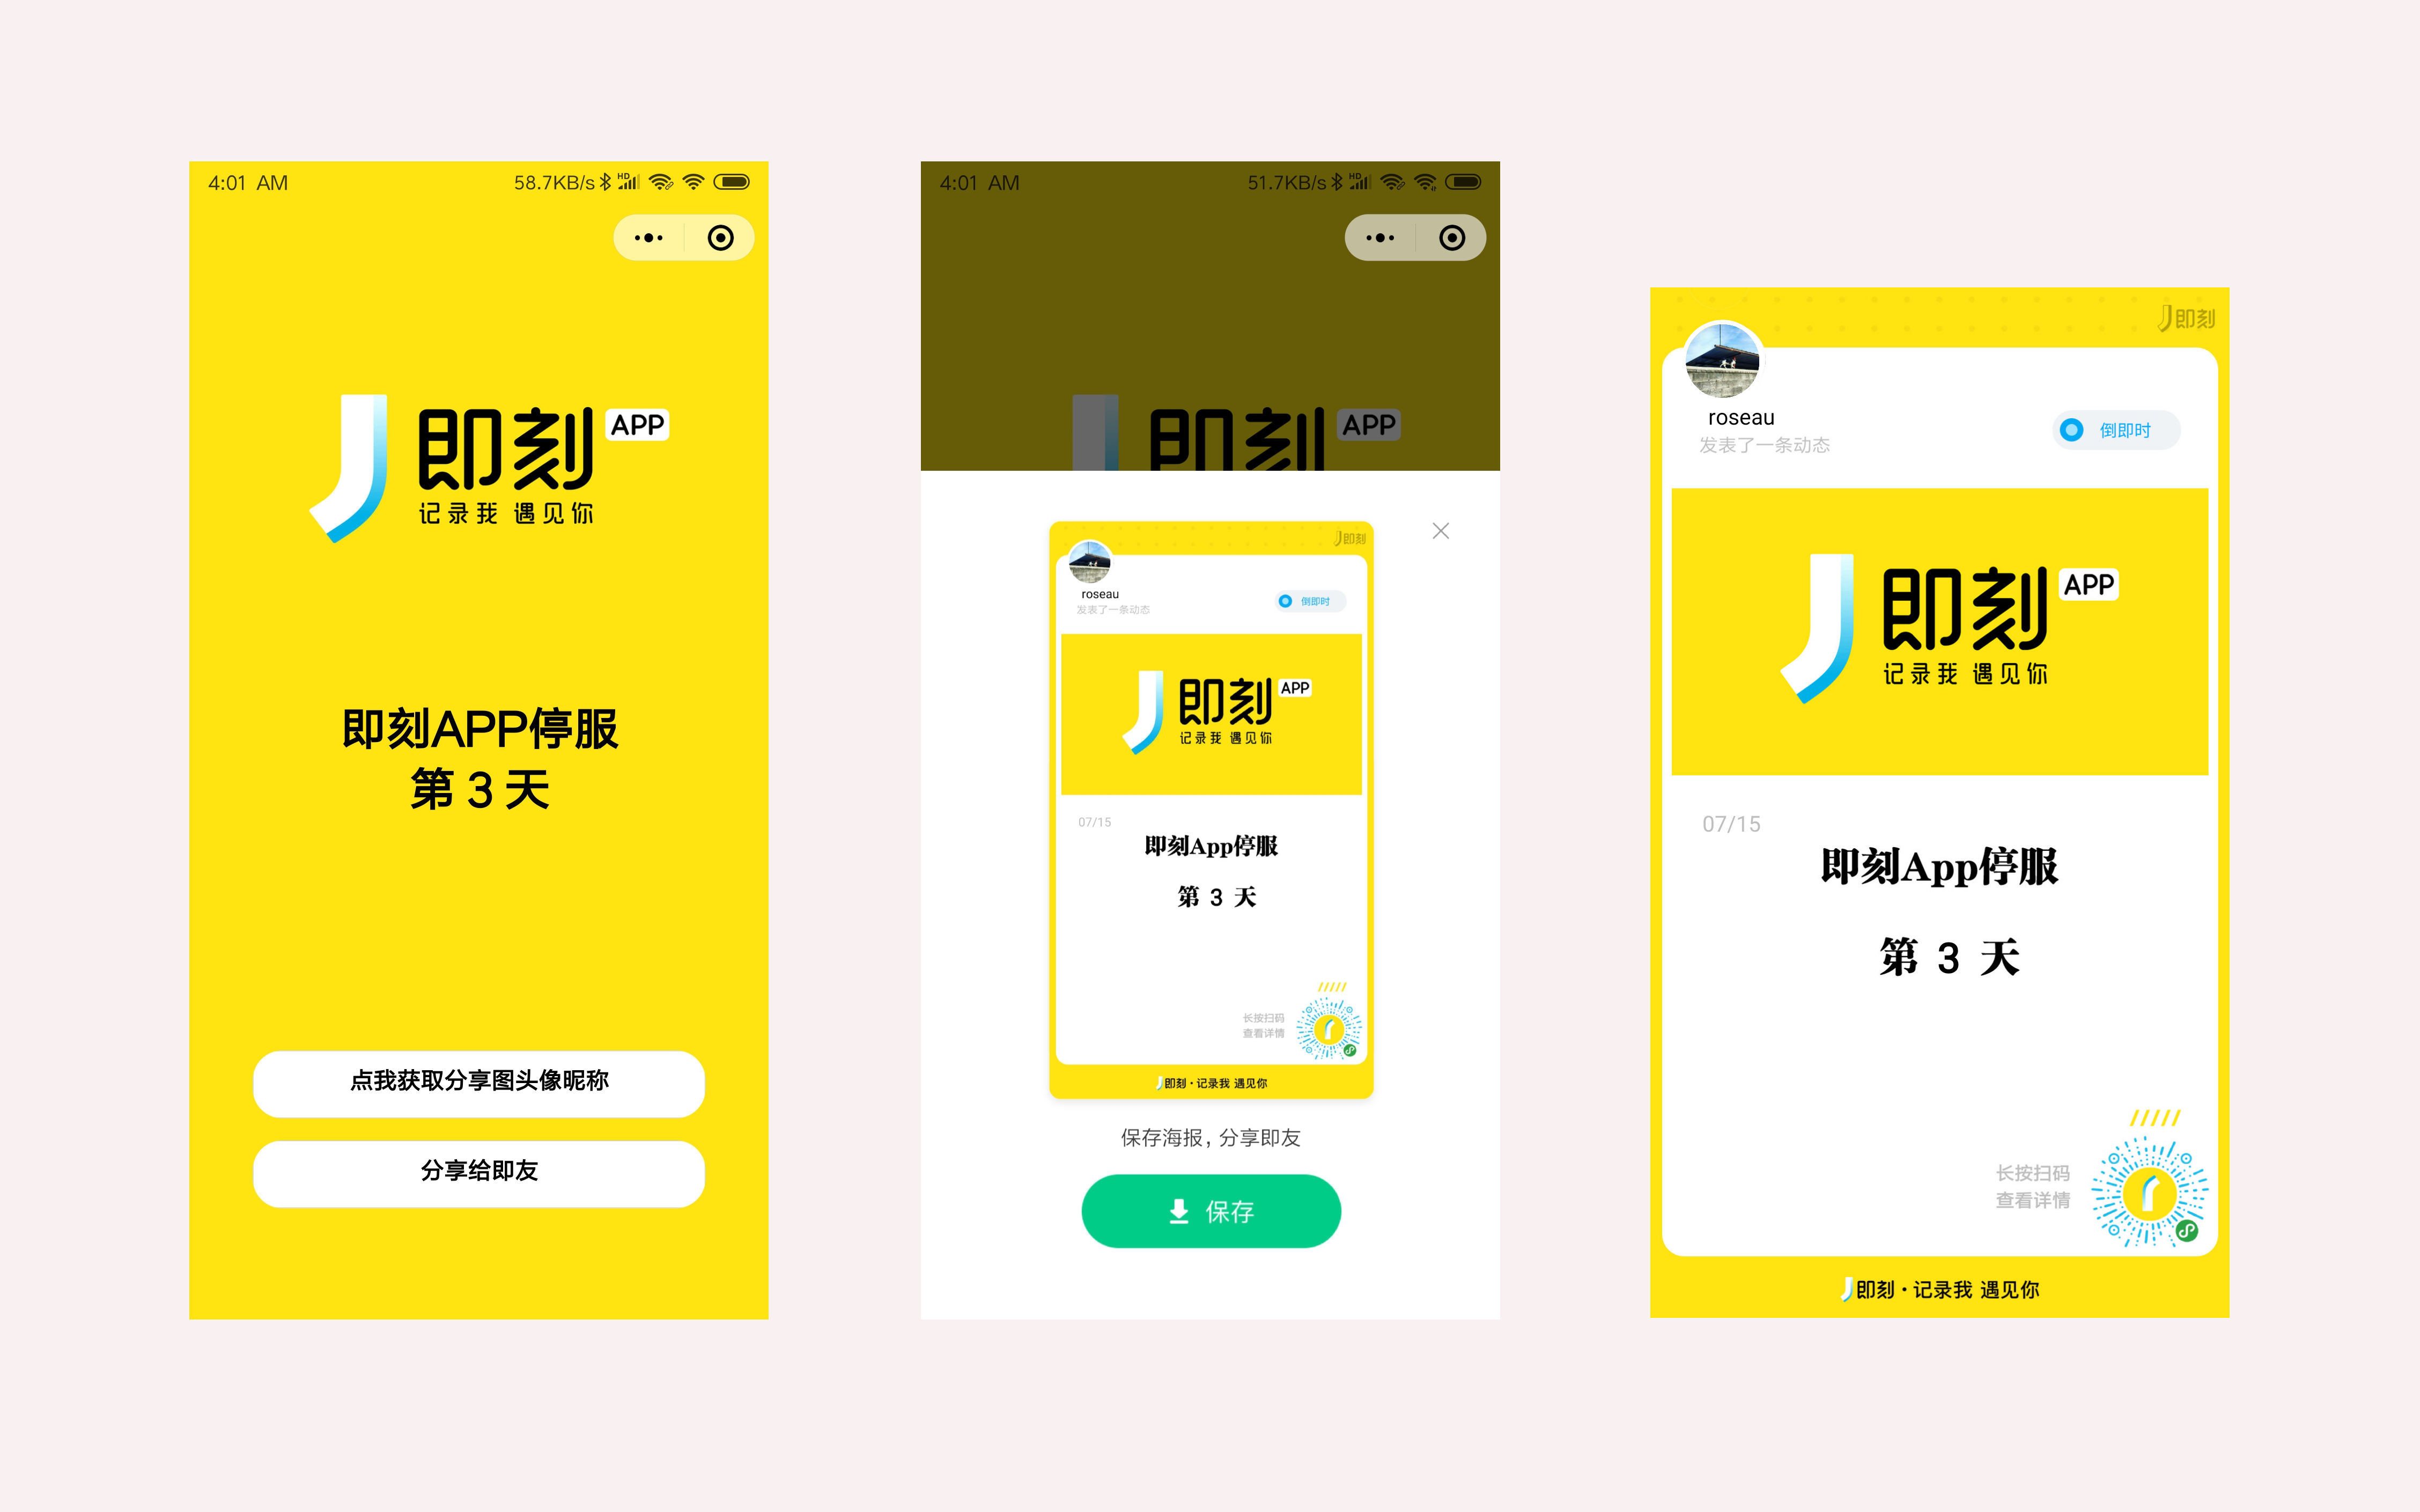 4:01 AM
58.7KB/s
HD
即刻 APP
记录我 遇见你
即刻APP停服
第 3 天
点我获取分享图头像昵称
分享给即友
4:01 AM
51.7KB/s
HD
即刻 APP
即刻
roseau
发表了一条动态
倒即时
即刻 APP
记录我 遇见你
07/15
即刻App停服
第 3 天
长按扫码
查看详情
即刻·记录我 遇见你
保存海报，分享即友
保存
即刻
roseau
发表了一条动态
倒即时
即刻 APP
记录我 遇见你
07/15
即刻App停服
第 3 天
长按扫码
查看详情
即刻·记录我 遇见你